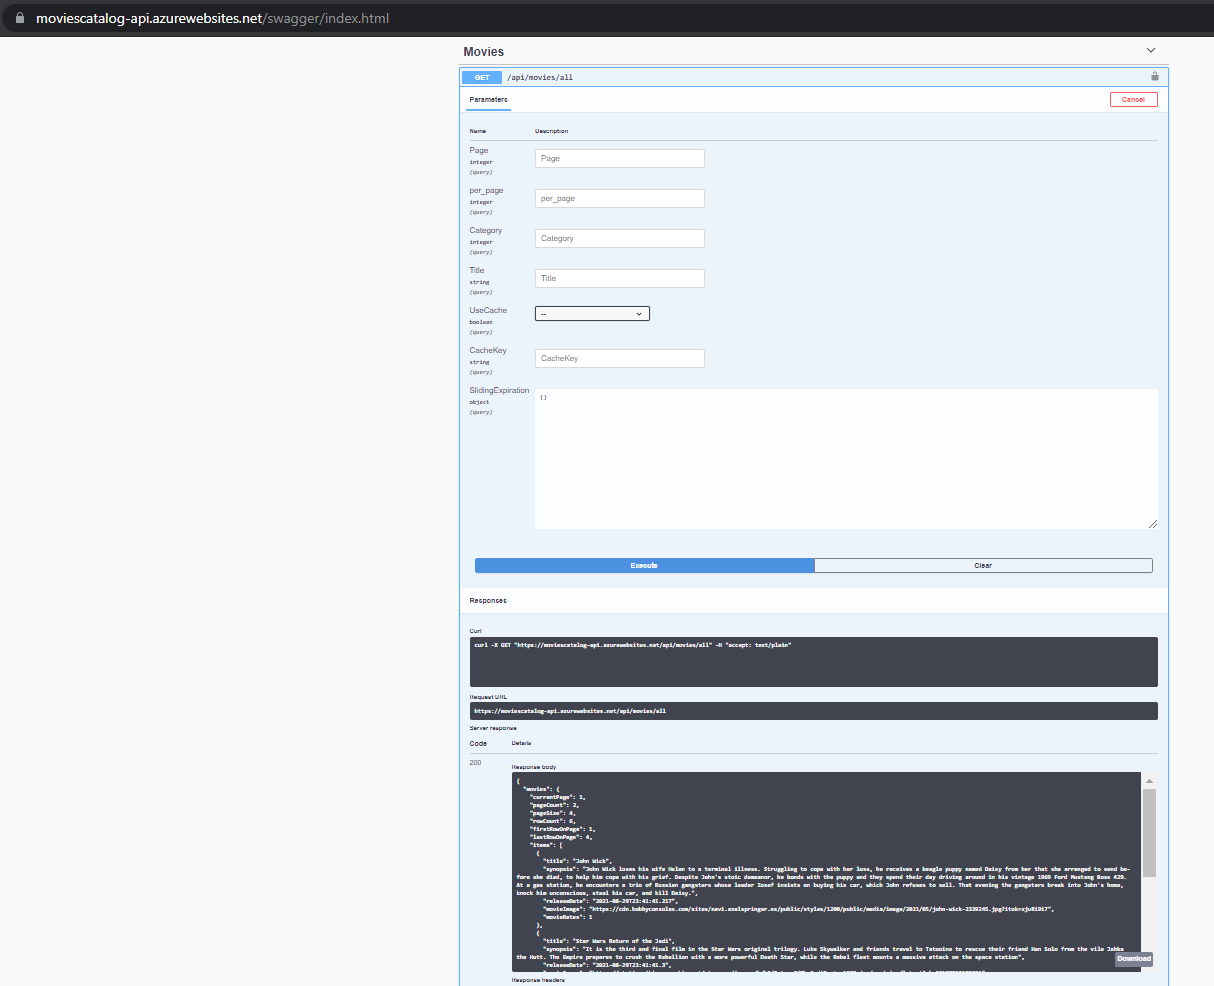 moviescatalog-api.azurewebsites.net/swagger/index.html
Movies
GET /api/movies/all
Parameters
Cancel
Name Description
Page
integer
(query)
Page
per_page
integer
(query)
per_page
Category
integer
(query)
Category
Title
string
(query)
Title
UseCache
boolean
(query)
--
CacheKey
string
(query)
CacheKey
SlidingExpiration
object
(query)
{}
Execute
Clear
Responses
Curl
curl -X GET "https://moviescatalog-api.azurewebsites.net/api/movies/all" -H "accept: text/plain"
Request URL
https://moviescatalog-api.azurewebsites.net/api/movies/all
Server response
Code Details
200
Response body
{
"movies": {
"currentPage": 1,
"pageCount": 2,
"pageSize": 4,
"rowCount": 6,
"firstRowOnPage": 1,
"lastRowOnPage": 4,
"items": [
{
"title": "John Wick",
"synopsis": "John Wick loses his wife Helen to a terminal illness. Struggling to cope with her loss, he receives a beagle puppy named Daisy from her that she arranged to send be-
fore she died, to help him cope with his grief. Despite John's stoic demeanor, he bonds with the puppy and they spend their day driving around in his vintage 1969 Ford Mustang Boss 429.
At a gas station, he encounters a trio of Russian gangsters whose leader Iosef insists on buying his car, which John refuses to sell. That evening the gangsters break into John's home,
knock him unconscious, steal his car, and kill Daisy.",
"releaseDate": "2021-08-29T23:41:41.217",
"movieImage": "https://cdn.hobbyconsolas.com/sites/navi.axelspringer.es/public/styles/1200/public/media/image/2021/05/john-wick-2339245.jpg?itok=xjuRi9i7",
"movieRates": 1
},
{
"title": "Star Wars Return of the Jedi",
"synopsis": "It is the third and final film in the Star Wars original trilogy. Luke Skywalker and friends travel to Tatooine to rescue their friend Han Solo from the vile Jabba
the Hutt. The Empire prepares to crush the Rebellion with a more powerful Death Star, while the Rebel fleet mounts a massive attack on the space station",
"releaseDate": "2021-08-29T23:41:41.3",
Download
Response headers